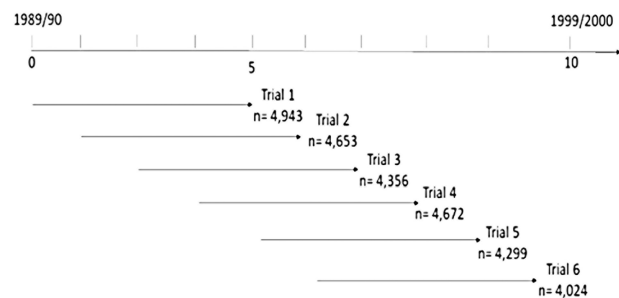 1989/90
1999/2000
0
5
10
Trial 1
n= 4,943
Trial 2
n= 4,653
Trial 3
n= 4,356
Trial 4
n= 4,672
Trial 5
n= 4,299
Trial 6
n= 4,024